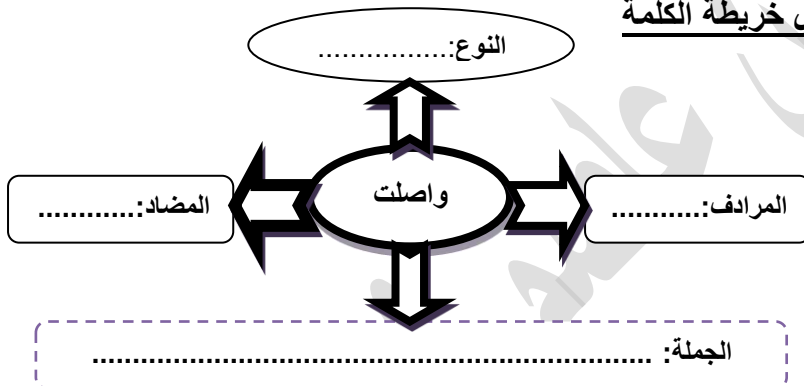 خريطة الكلمة
النوع:................
واصلت
المرادف:...........
المضاد:............
الجملة: ......................................................................